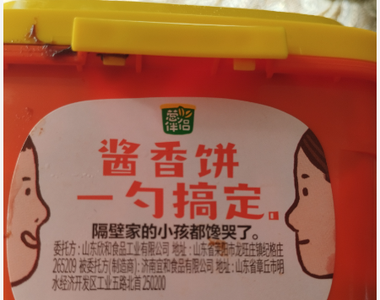 葱伴侣
酱香饼
一勺搞定。
隔壁家的小孩都馋哭了。
委托方：山东欣和食品工业有限公司 地址：山东省莱阳市龙旺庄镇纪格庄
265209 被委托方(制造商)：济南宜和食品有限公司 地址：山东省章丘市明
水经济开发区工业五路北首 250200